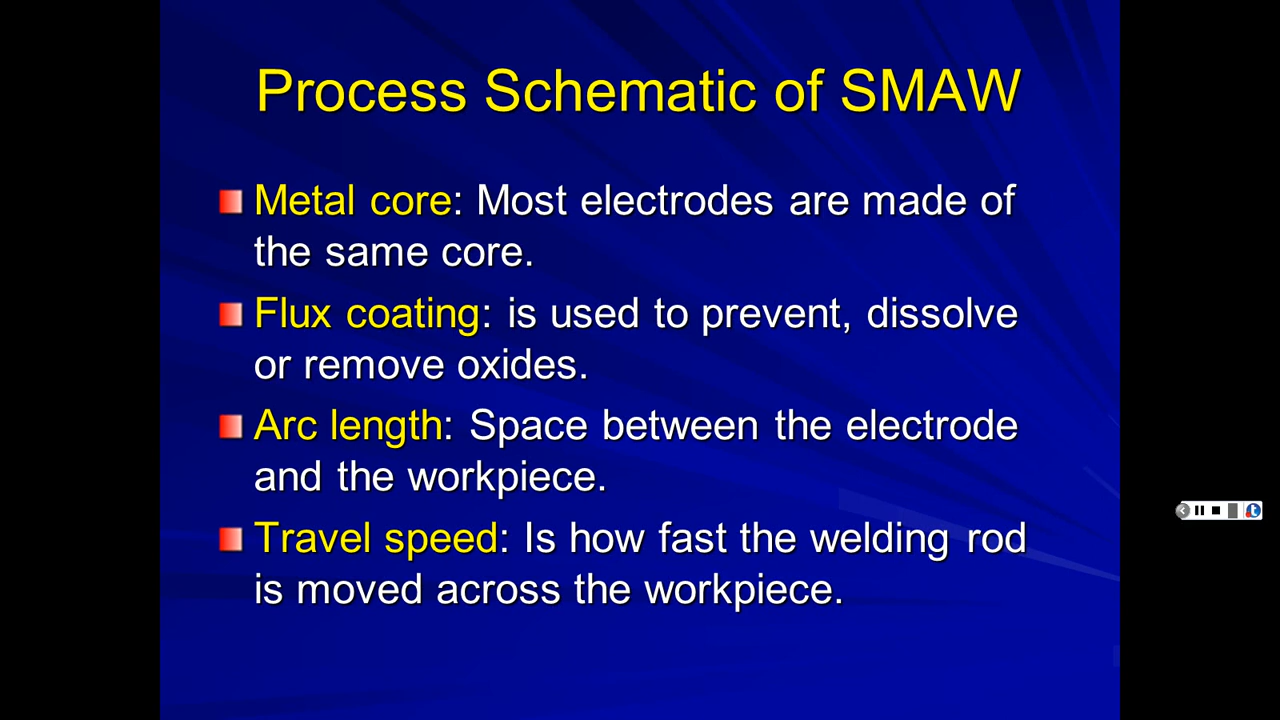 Process Schematic of SMAW
Metal core: Most electrodes are made of
the same core.
Flux coating: is used to prevent, dissolve
or remove oxides.
Arc length: Space between the electrode
and the workpiece.
Travel speed: Is how fast the welding rod
is moved across the workpiece.